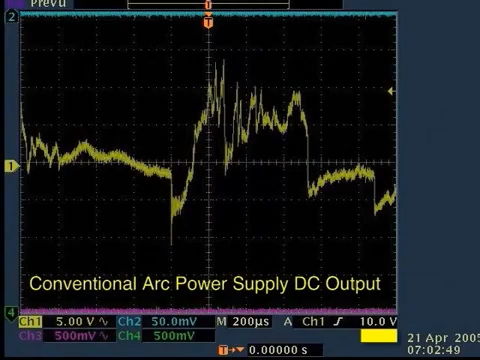 PreVu
T
2
T
1
Conventional Arc Power Supply DC Output
4
Ch1 5.00 V Ch2 50.0mV M 200µs A Ch1 10.0 V
Ch3 500mV Ch4 500mV
21 Apr 2005
T 0.00000 s
07:02:49